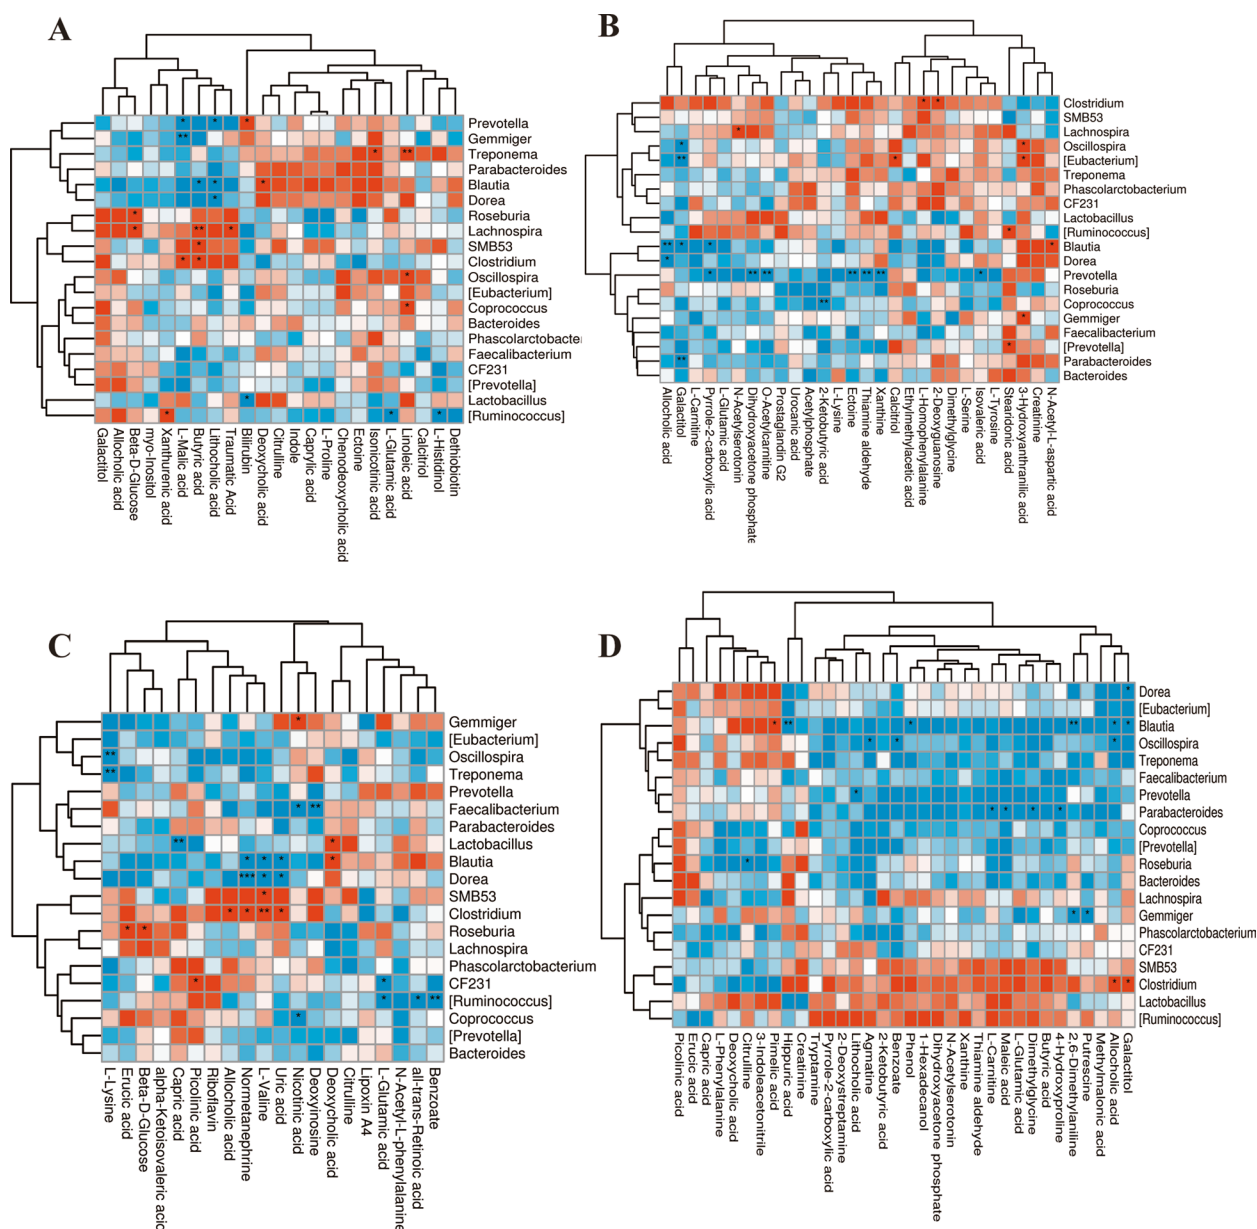 A
Prevotella
Gemmiger
Treponema
Parabacteroides
Blautia
Dorea
Roseburia
Lachnospira
SMB53
Clostridium
Oscillospira
[Eubacterium]
Coprococcus
Bacteroides
Phascolarctobacte
Faecalibacterium
CF231
[Prevotella]
Lactobacillus
[Ruminococcus]
Galactitol
Allocholic acid
Beta-D-Glucose
myo-Inositol
Xanthurenic acid
L-Malic acid
Butyric acid
Lithocholic acid
Traumatic Acid
Bilirubin
Deoxycholic acid
Citrulline
Indole
Caprylic acid
L-Proline
Chenodeoxycholic acid
Ectoine
Isonicotinic acid
L-Glutamic acid
Linoleic acid
Calcitriol
L-Histidinol
Dethiobiotin
B
Clostridium
SMB53
Lachnospira
Oscillospira
[Eubacterium]
Treponema
Phascolarctobacterium
CF231
Lactobacillus
[Ruminococcus]
Blautia
Dorea
Prevotella
Roseburia
Coprococcus
Gemmiger
Faecalibacterium
[Prevotella]
Parabacteroides
Bacteroides
Allocholic acid
Galactitol
L-Carnitine
Pyrrole-2-carboxylic acid
L-Glutamic acid
N-Acetylserotonin
Dihydroxyacetone phosphate
O-Acetylcarnitine
Prostaglandin G2
Urocanic acid
Acetylphosphate
2-Ketobutyric acid
L-Lysine
Ectoine
Thiamine aldehyde
Xanthine
Calcitriol
Ethylmethylacetic acid
L-Homophenylalanine
2-Deoxyguanosine
Dimethylglycine
L-Serine
Isovaleric acid
L-Tyrosine
Stearidonic acid
3-Hydroxyanthranilic acid
Creatinine
N-Acetyl-L-aspartic acid
C
Gemmiger
[Eubacterium]
Oscillospira
Treponema
Prevotella
Faecalibacterium
Parabacteroides
Lactobacillus
Blautia
Dorea
SMB53
Clostridium
Roseburia
Lachnospira
Phascolarctobacterium
CF231
[Ruminococcus]
Coprococcus
[Prevotella]
Bacteroides
L-Lysine
Erucic acid
Beta-D-Glucose
alpha-Ketoisovaleric acid
Capric acid
Picolinic acid
Riboflavin
Allocholic acid
Normetanephrine
L-Valine
Uric acid
Nicotinic acid
Deoxyinosine
Deoxycholic acid
Citrulline
Lipoxin A4
L-Glutamic acid
N-Acetyl-L-phenylalanine
all-trans-Retinoic acid
Benzoate
D
Dorea
[Eubacterium]
Blautia
Oscillospira
Treponema
Faecalibacterium
Prevotella
Parabacteroides
Coprococcus
[Prevotella]
Roseburia
Bacteroides
Lachnospira
Gemmiger
Phascolarctobacterium
CF231
SMB53
Clostridium
Lactobacillus
[Ruminococcus]
Picolinic acid
Erucic acid
Capric acid
L-Phenylalanine
Deoxycholic acid
Citrulline
3-Indoleacetonitrile
Pimelic acid
Hippuric acid
Creatinine
Tryptamine
Pyrrole-2-carboxylic acid
2-Deoxystreptamine
Lithocholic acid
Agmatine
2-Ketobutyric acid
Benzoate
Phenol
1-Hexadecanol
Dihydroxyacetone phosphate
N-Acetylserotonin
Xanthine
Thiamine aldehyde
L-Carnitine
Maleic acid
L-Glutamic acid
Dimethylglycine
Butyric acid
4-Hydroxyproline
2,6-Dimethylaniline
Putrescine
Methylmalonic acid
Allocholic acid
Galactitol